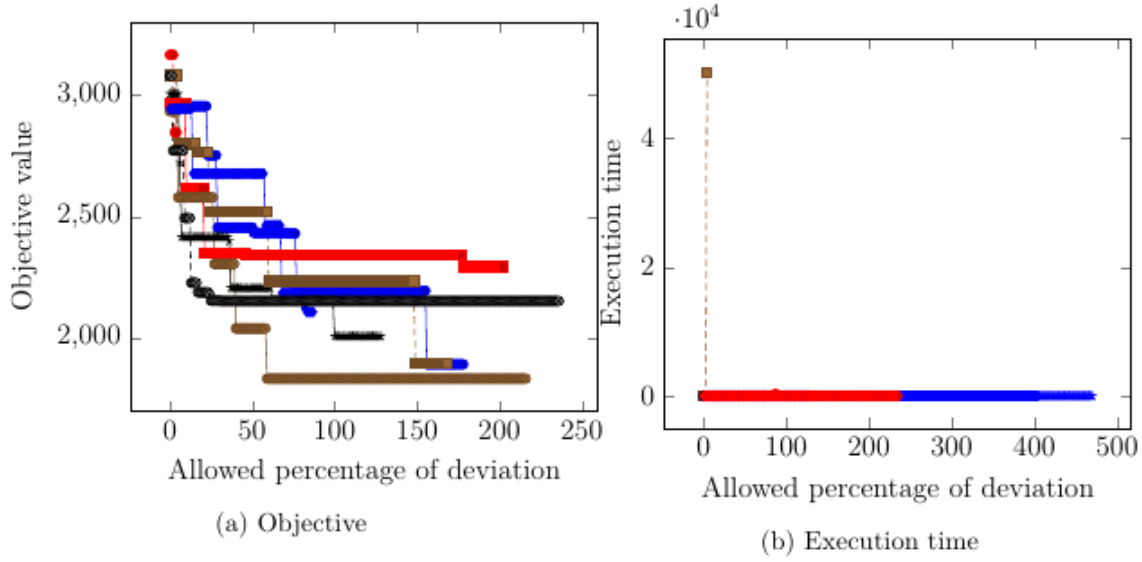 3,000
2,500
2,000
Objective value
0 50 100 150 200 250
Allowed percentage of deviation
(a) Objective
·10⁴
4
2
0
Execution time
0 100 200 300 400 500
Allowed percentage of deviation
(b) Execution time